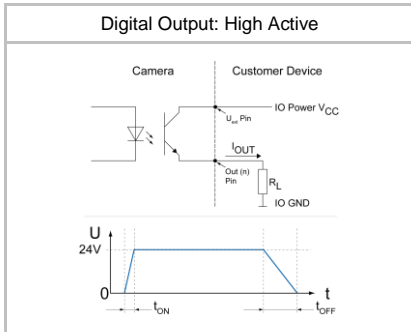 Digital Output: High Active
Camera
Customer Device
IO Power VCC
Uext Pin
IOUT
Out (n)
Pin
RL
IO GND
U
24V
0
t
tON
tOFF